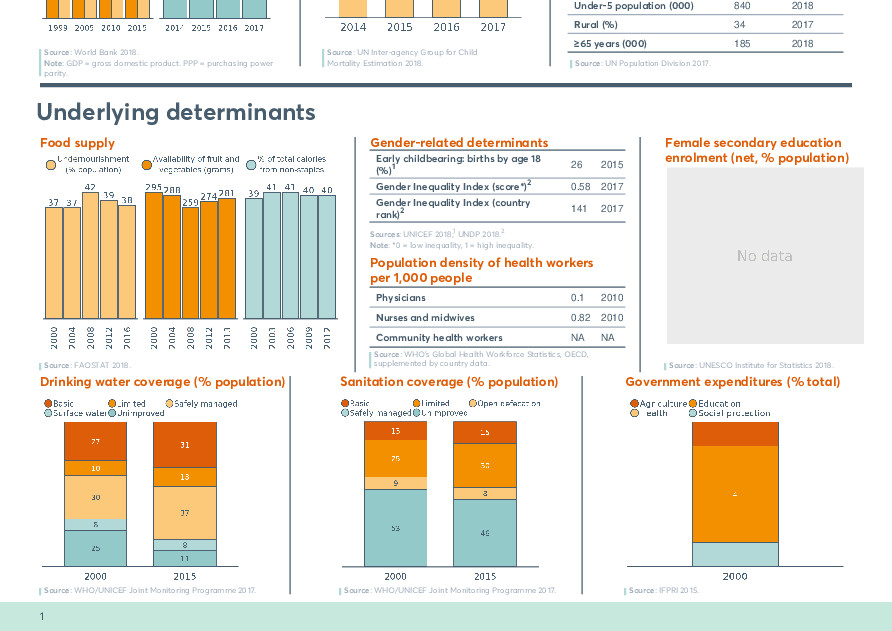 1999 2005 2010 2015
2014 2015 2016 2017
Source: World Bank 2018.
Note: GDP = gross domestic product. PPP = purchasing power
parity.
2014 2015 2016 2017
Source: UN Inter-agency Group for Child
Mortality Estimation 2018.
Under-5 population (000) 840 2018
Rural (%) 34 2017
≥65 years (000) 185 2018
Source: UN Population Division 2017.
Underlying determinants
Food supply
Undernourishment
(% population)
Availability of fruit and
vegetables (grams)
% of total calories
from non-staples
37 37 42 39 38
295 288 259 274 281
39 41 41 40 40
2000 2004 2008 2012 2016
2000 2004 2008 2012
2000 2003 2006 2009 2012
Source: FAOSTAT 2018.
Gender-related determinants
Early childbearing: births by age 18
(%)1 26 2015
Gender Inequality Index (score*)2 0.58 2017
Gender Inequality Index (country
rank)2 141 2017
Sources: UNICEF 2018,1 UNDP 2018.2
Note: *0 = low inequality, 1 = high inequality.
Population density of health workers
per 1,000 people
Physicians 0.1 2010
Nurses and midwives 0.82 2010
Community health workers NA NA
Source: WHO's Global Health Workforce Statistics, OECD,
supplemented by country data.
Female secondary education
enrolment (net, % population)
No data
Source: UNESCO Institute for Statistics 2018.
Drinking water coverage (% population)
Basic Limited Safely managed
Surface water Unimproved
27 31
10 13
30 37
8 8
25 11
2000 2015
Source: WHO/UNICEF Joint Monitoring Programme 2017.
Sanitation coverage (% population)
Basic Limited Open defecation
Safely managed Unimproved
13 15
25 30
9 8
53 46
2000 2015
Source: WHO/UNICEF Joint Monitoring Programme 2017.
Government expenditures (% total)
Agriculture Education
Health Social protection
4
2000
Source: IFPRI 2015.
1